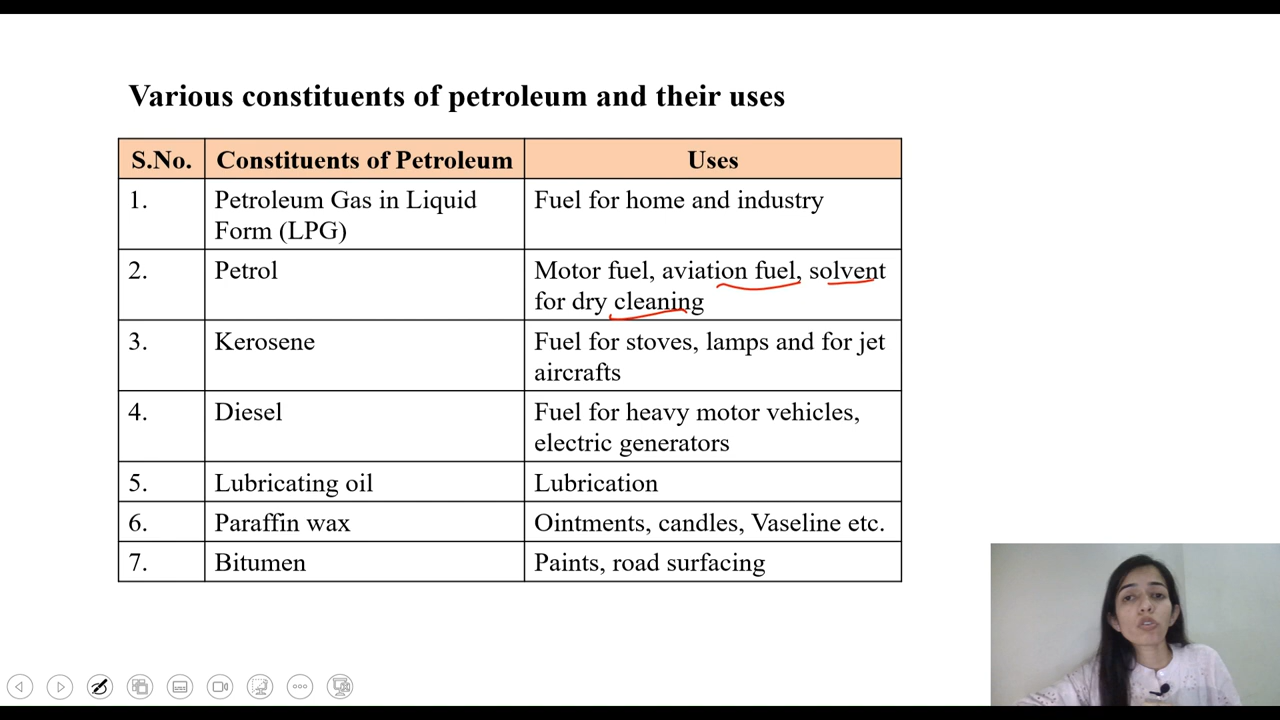 Various constituents of petroleum and their uses
S.No. Constituents of Petroleum Uses
1. Petroleum Gas in Liquid Fuel for home and industry
Form (LPG)
2. Petrol Motor fuel, aviation fuel, solvent
for dry cleaning
3. Kerosene Fuel for stoves, lamps and for jet
aircrafts
4. Diesel Fuel for heavy motor vehicles,
electric generators
5. Lubricating oil Lubrication
6. Paraffin wax Ointments, candles, Vaseline etc.
7. Bitumen Paints, road surfacing